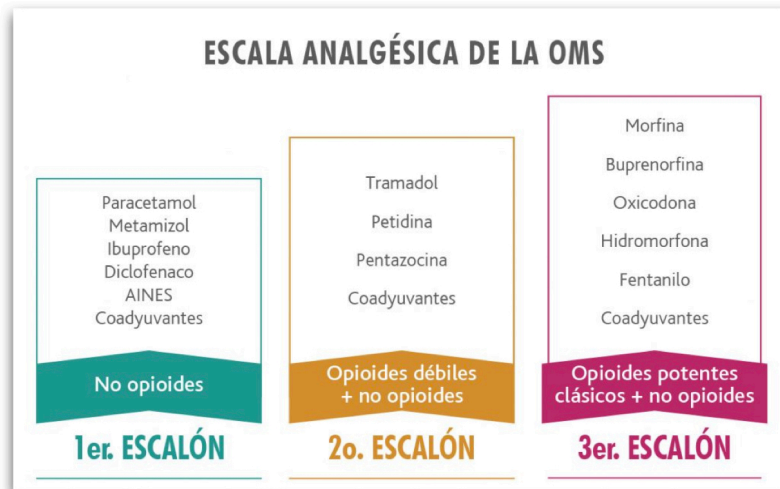 ESCALA ANALGÉSICA DE LA OMS
Paracetamol
Metamizol
Ibuprofeno
Diclofenaco
AINES
Coadyuvantes
No opioides
1er. ESCALÓN
Tramadol
Petidina
Pentazocina
Coadyuvantes
Opioides débiles
+ no opioides
2o. ESCALÓN
Morfina
Buprenorfina
Oxicodona
Hidromorfona
Fentanilo
Coadyuvantes
Opioides potentes
clásicos + no opioides
3er. ESCALÓN